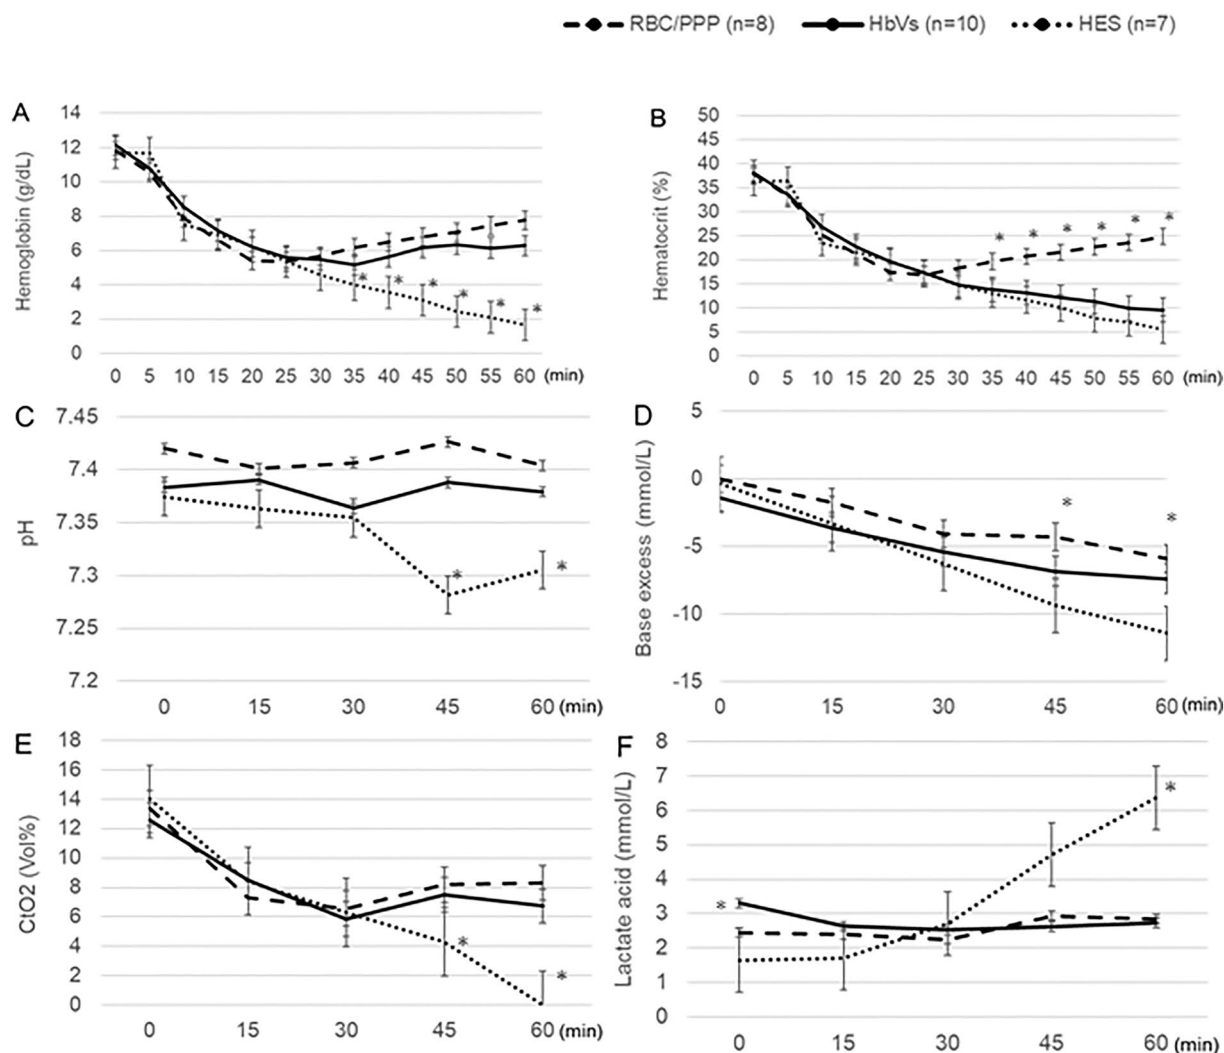 RBC/PPP (n=8) HbVs (n=10) HES (n=7)
A
Hemoglobin (g/dL)
14
12
10
8
6
4
2
0
* * * * * *
0 5 10 15 20 25 30 35 40 45 50 55 60 (min)
B
Hematocrit (%)
50
45
40
35
30
25
20
15
10
5
0
* * * * * *
0 5 10 15 20 25 30 35 40 45 50 55 60 (min)
C
pH
7.45
7.4
7.35
7.3
7.25
7.2
* *
0 15 30 45 60 (min)
D
Base excess (mmol/L)
5
0
-5
-10
-15
* *
0 15 30 45 60 (min)
E
CtO2 (Vol%)
18
16
14
12
10
8
6
4
2
0
* *
0 15 30 45 60 (min)
F
Lactate acid (mmol/L)
8
7
6
5
4
3
2
1
0
* *
0 15 30 45 60 (min)